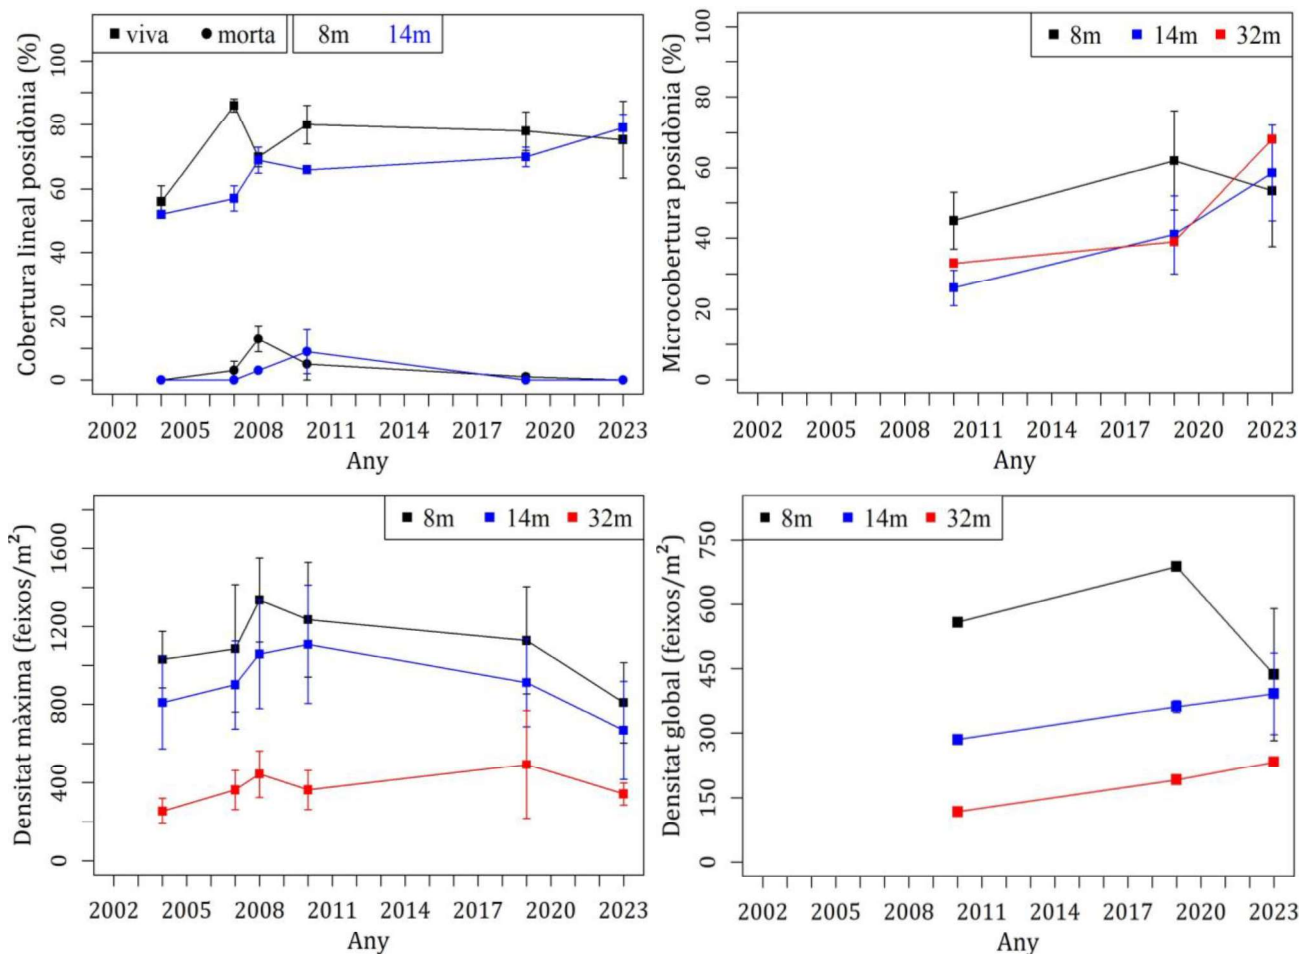 viva morta 8m 14m
Cobertura lineal posidònia (%)
100
80
60
40
20
0
2002 2005 2008 2011 2014 2017 2020 2023
Any
8m 14m 32m
Microcobertura posidònia (%)
100
80
60
40
20
0
2002 2005 2008 2011 2014 2017 2020 2023
Any
8m 14m 32m
Densitat màxima (feixos/m²)
1600
1200
800
400
0
2002 2005 2008 2011 2014 2017 2020 2023
Any
8m 14m 32m
Densitat global (feixos/m²)
750
600
450
300
150
0
2002 2005 2008 2011 2014 2017 2020 2023
Any